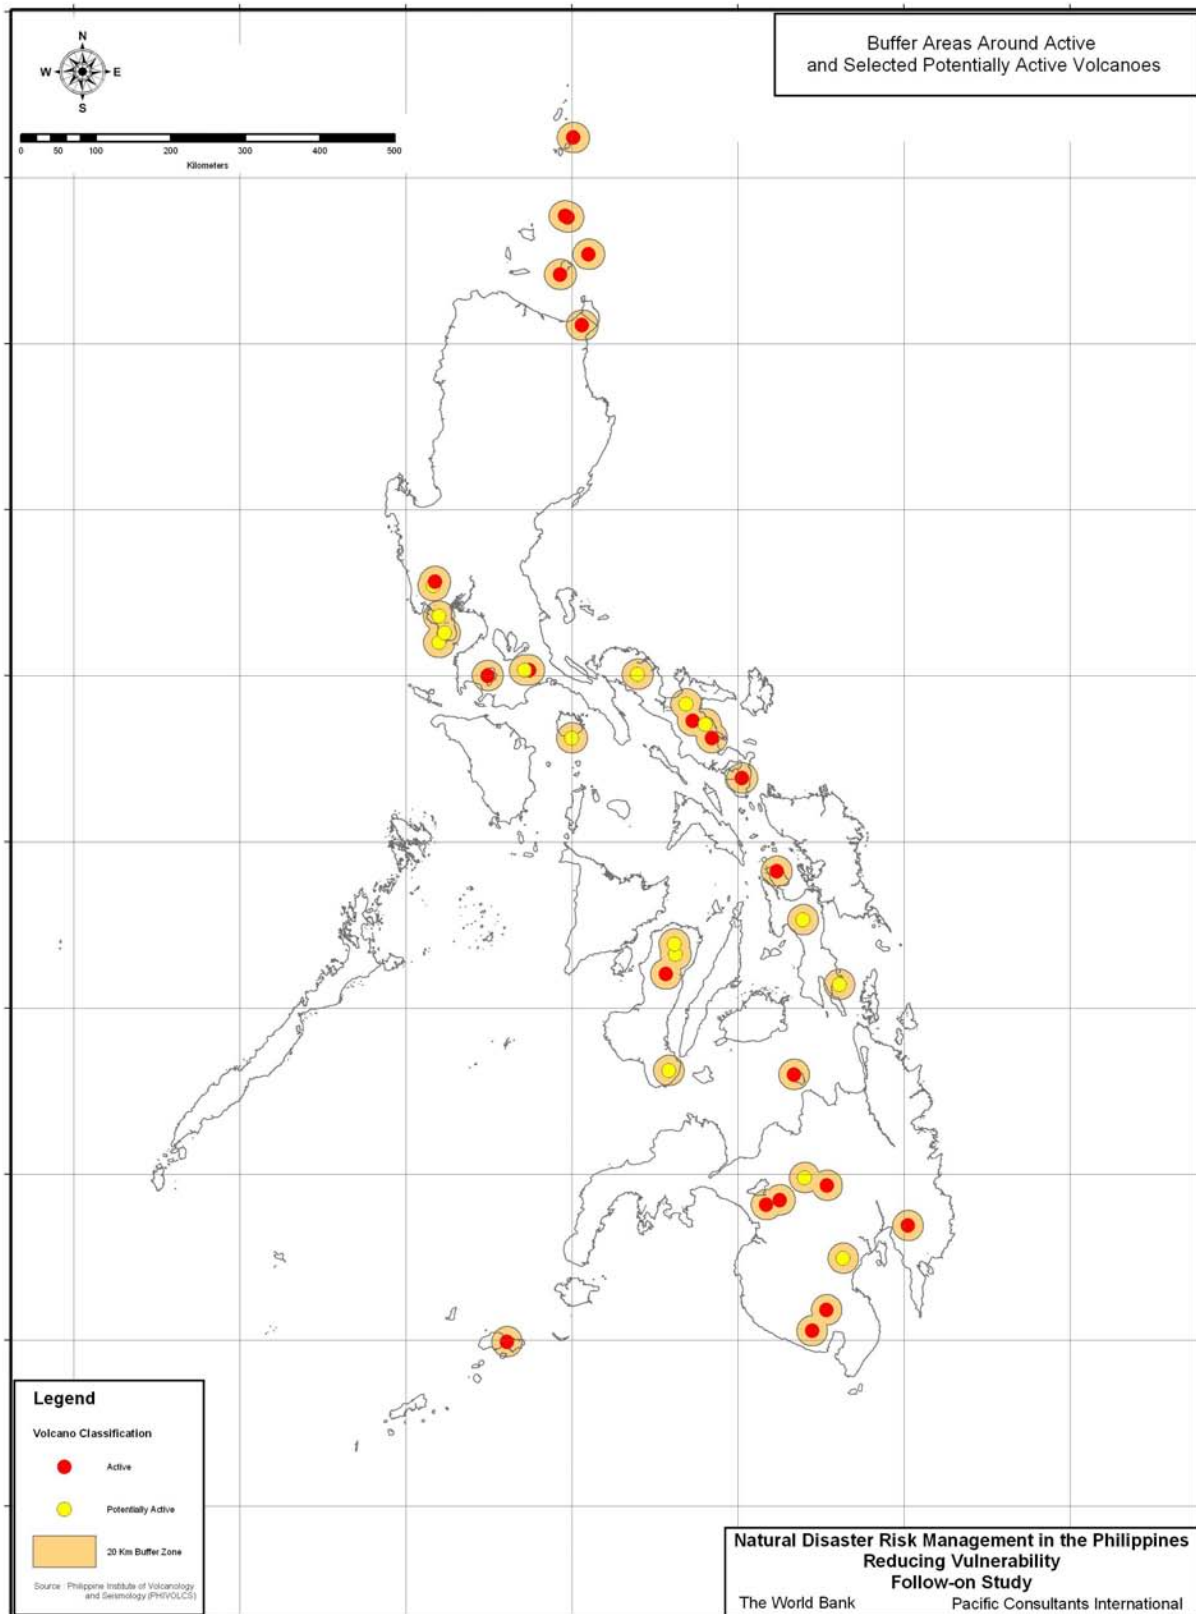 Buffer Areas Around Active
and Selected Potentially Active Volcanoes
N
W E
S
0 50 100 200 300 400 500
Kilometers
Legend
Volcano Classification
Active
Potentially Active
20 Km Buffer Zone
Source : Philippine Institute of Volcanology
and Seismology (PHIVOLCS)
Natural Disaster Risk Management in the Philippines
Reducing Vulnerability
Follow-on Study
The World Bank Pacific Consultants International